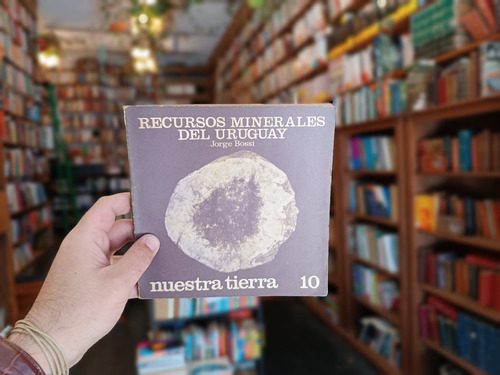 RECURSOS MINERALES
DEL URUGUAY
Jorge Bossi
nuestra tierra 10